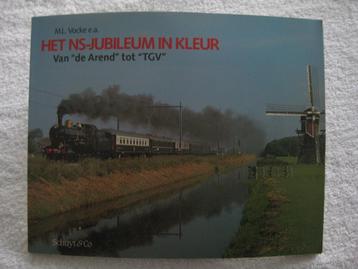 M.L. Vocke e.a.
HET NS-JUBILEUM IN KLEUR
Van "de Arend" tot "TGV"
Schuyt & Co